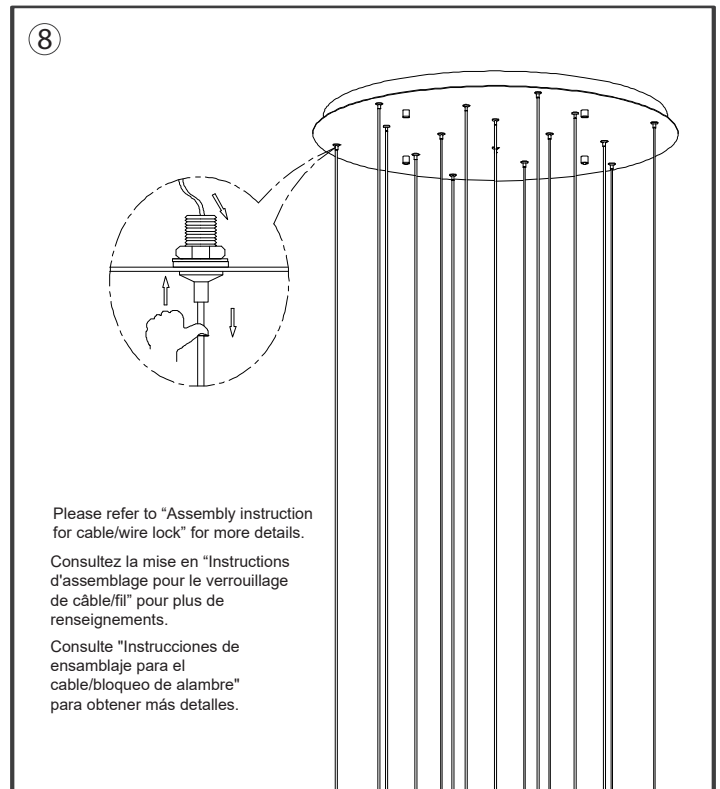 ⑧
Please refer to “Assembly instruction
for cable/wire lock” for more details.
Consultez la mise en “Instructions
d'assemblage pour le verrouillage
de câble/fil” pour plus de
renseignements.
Consulte "Instrucciones de
ensamblaje para el
cable/bloqueo de alambre"
para obtener más detalles.